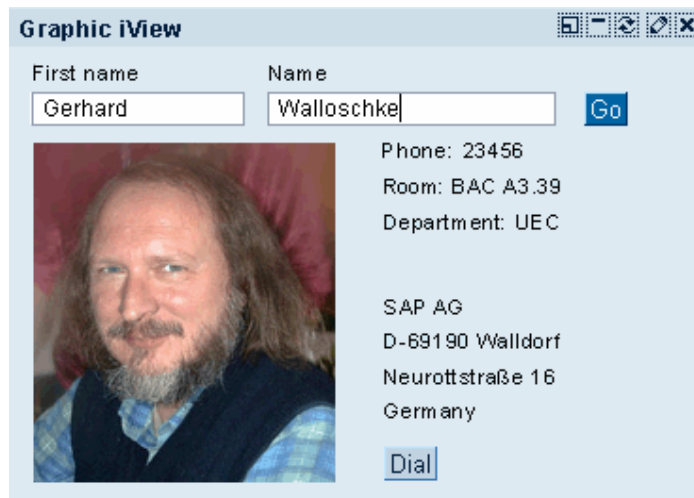 Graphic iView
First name Name
Gerhard Walloschke Go
Phone: 23456
Room: BAC A3.39
Department: UEC
SAP AG
D-69190 Walldorf
Neurottstraße 16
Germany
Dial